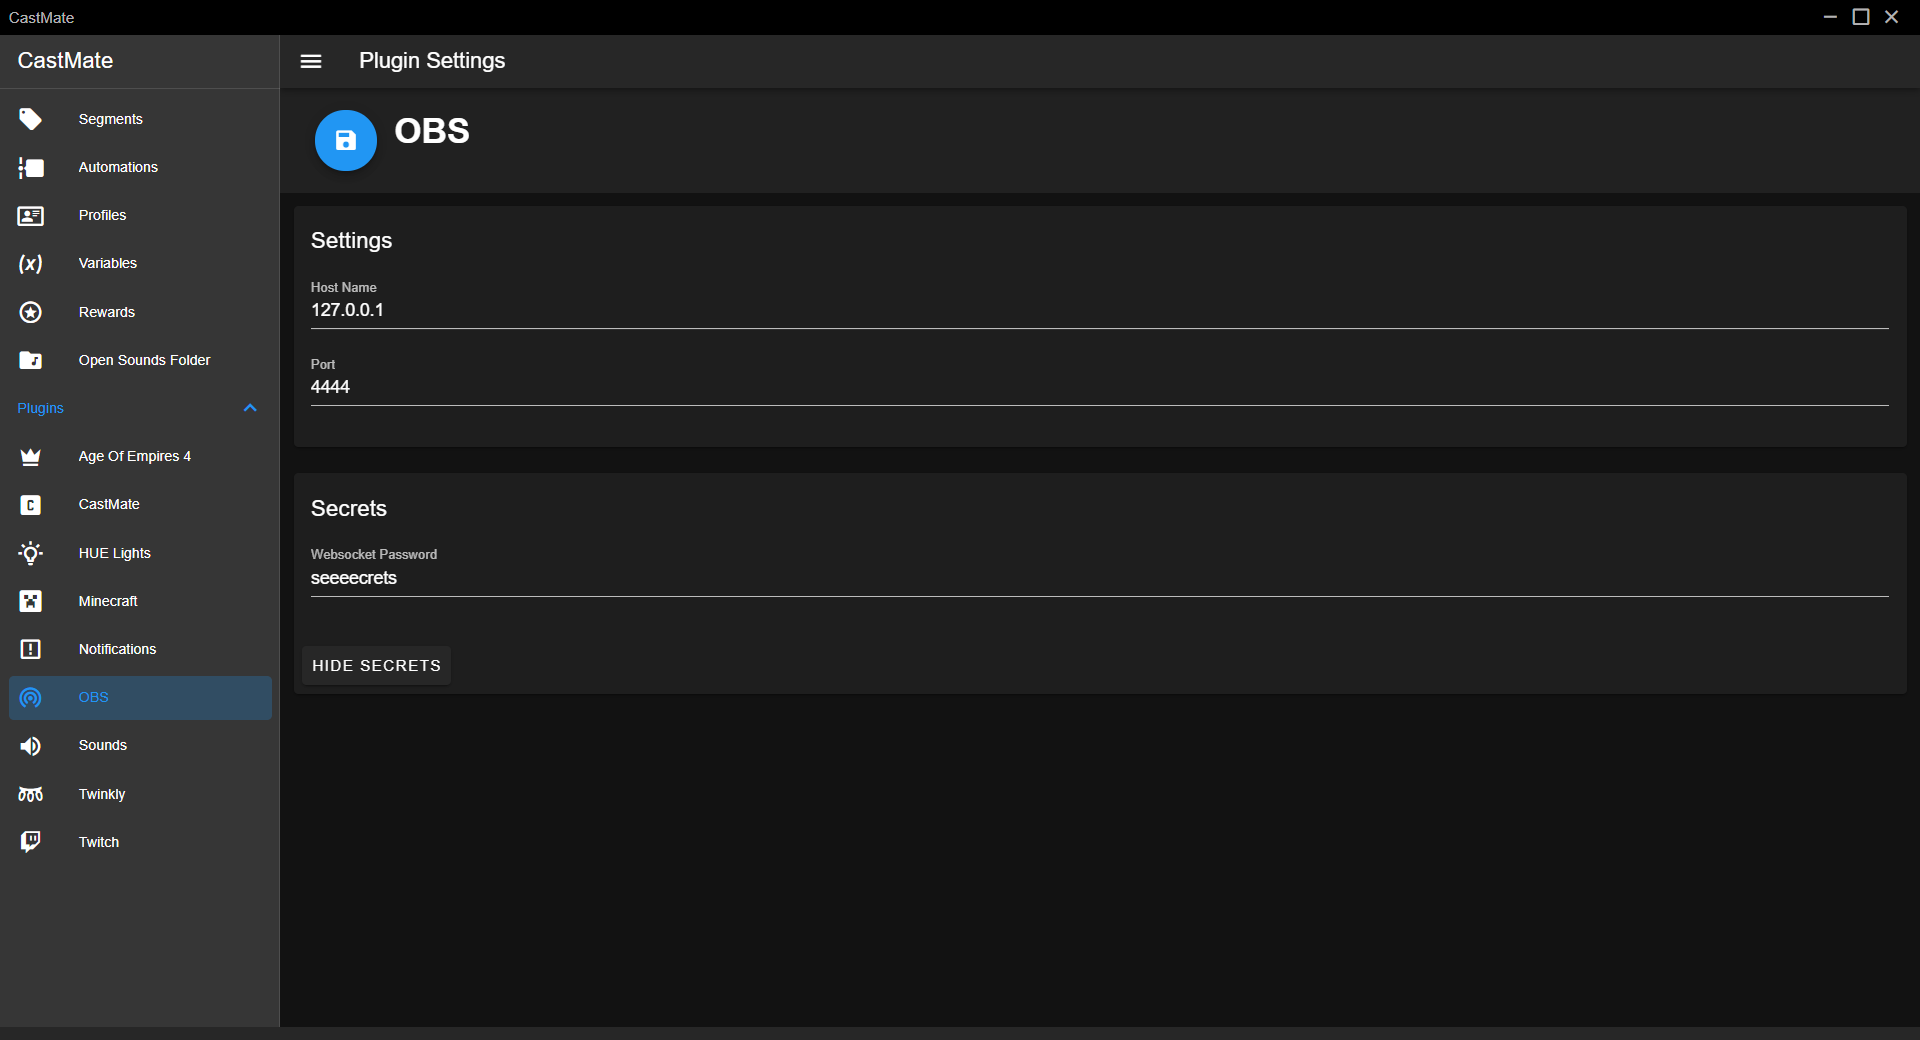 CastMate
CastMate
Plugin Settings
Segments
Automations
Profiles
(x) Variables
Rewards
Open Sounds Folder
Plugins
Age Of Empires 4
C CastMate
HUE Lights
Minecraft
Notifications
OBS
Sounds
Twinkly
Twitch
OBS
Settings
Host Name
127.0.0.1
Port
4444
Secrets
Websocket Password
seeeecrets
HIDE SECRETS